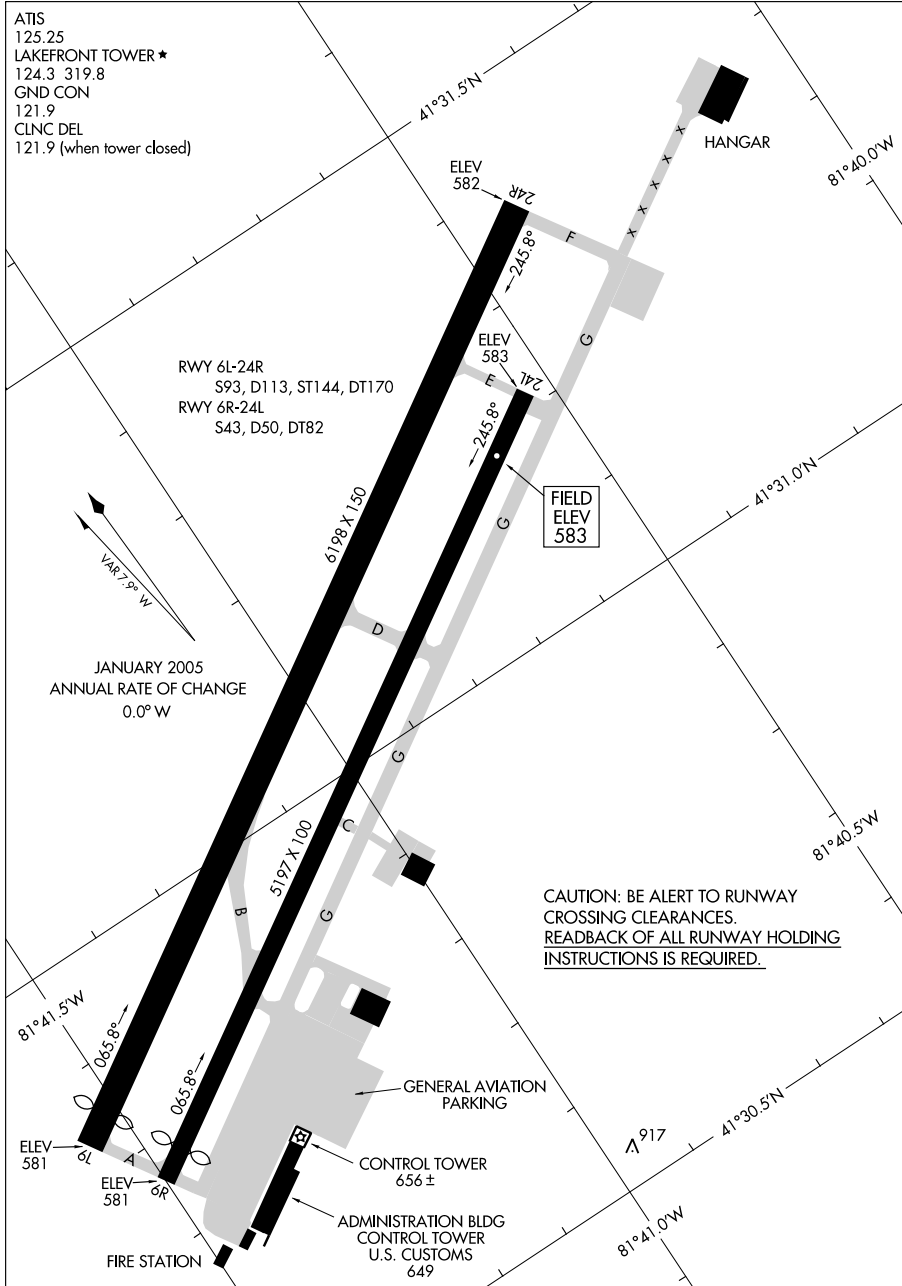 ATIS
125.25
LAKEFRONT TOWER ★
124.3 319.8
GND CON
121.9
CLNC DEL
121.9 (when tower closed)
41°31.5'N
HANGAR
81°40.0'W
ELEV
582
24R
F
245.8°
G
ELEV
583
24L
E
245.8°
RWY 6L-24R
S93, D113, ST144, DT170
RWY 6R-24L
S43, D50, DT82
41°31.0'N
FIELD
ELEV
583
G
6198 X 150
VAR 7.9° W
D
JANUARY 2005
ANNUAL RATE OF CHANGE
0.0° W
G
C
5197 X 100
81°40.5'W
B
G
CAUTION: BE ALERT TO RUNWAY
CROSSING CLEARANCES.
READBACK OF ALL RUNWAY HOLDING
INSTRUCTIONS IS REQUIRED.
81°41.5'W
065.8°
065.8°
GENERAL AVIATION
PARKING
41°30.5'N
917
ELEV
581
6L
A
CONTROL TOWER
656 ±
ELEV
581
6R
ADMINISTRATION BLDG
CONTROL TOWER
U.S. CUSTOMS
649
81°41.0'W
FIRE STATION